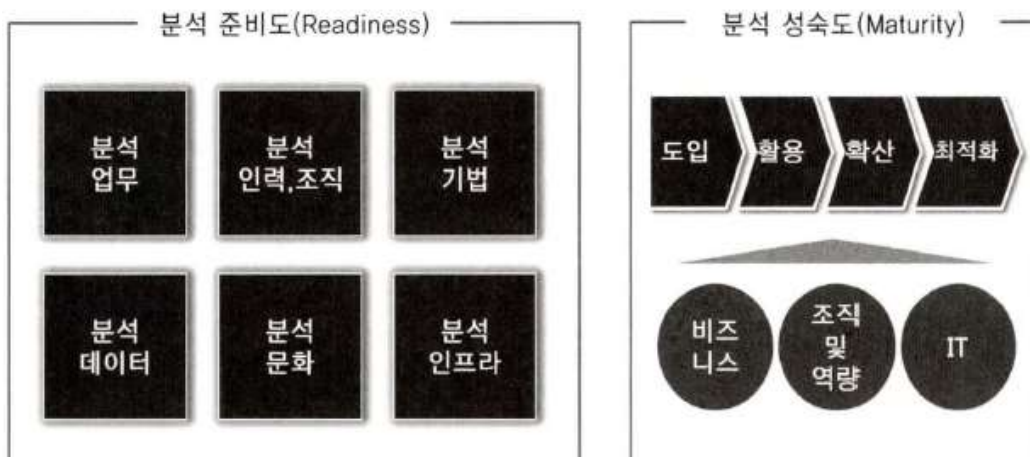 분석 준비도(Readiness)
분석
업무
분석
인력,조직
분석
기법
분석
데이터
분석
문화
분석
인프라
분석 성숙도(Maturity)
도입
활용
확산
최적화
비즈
니스
조직
및
역량
IT